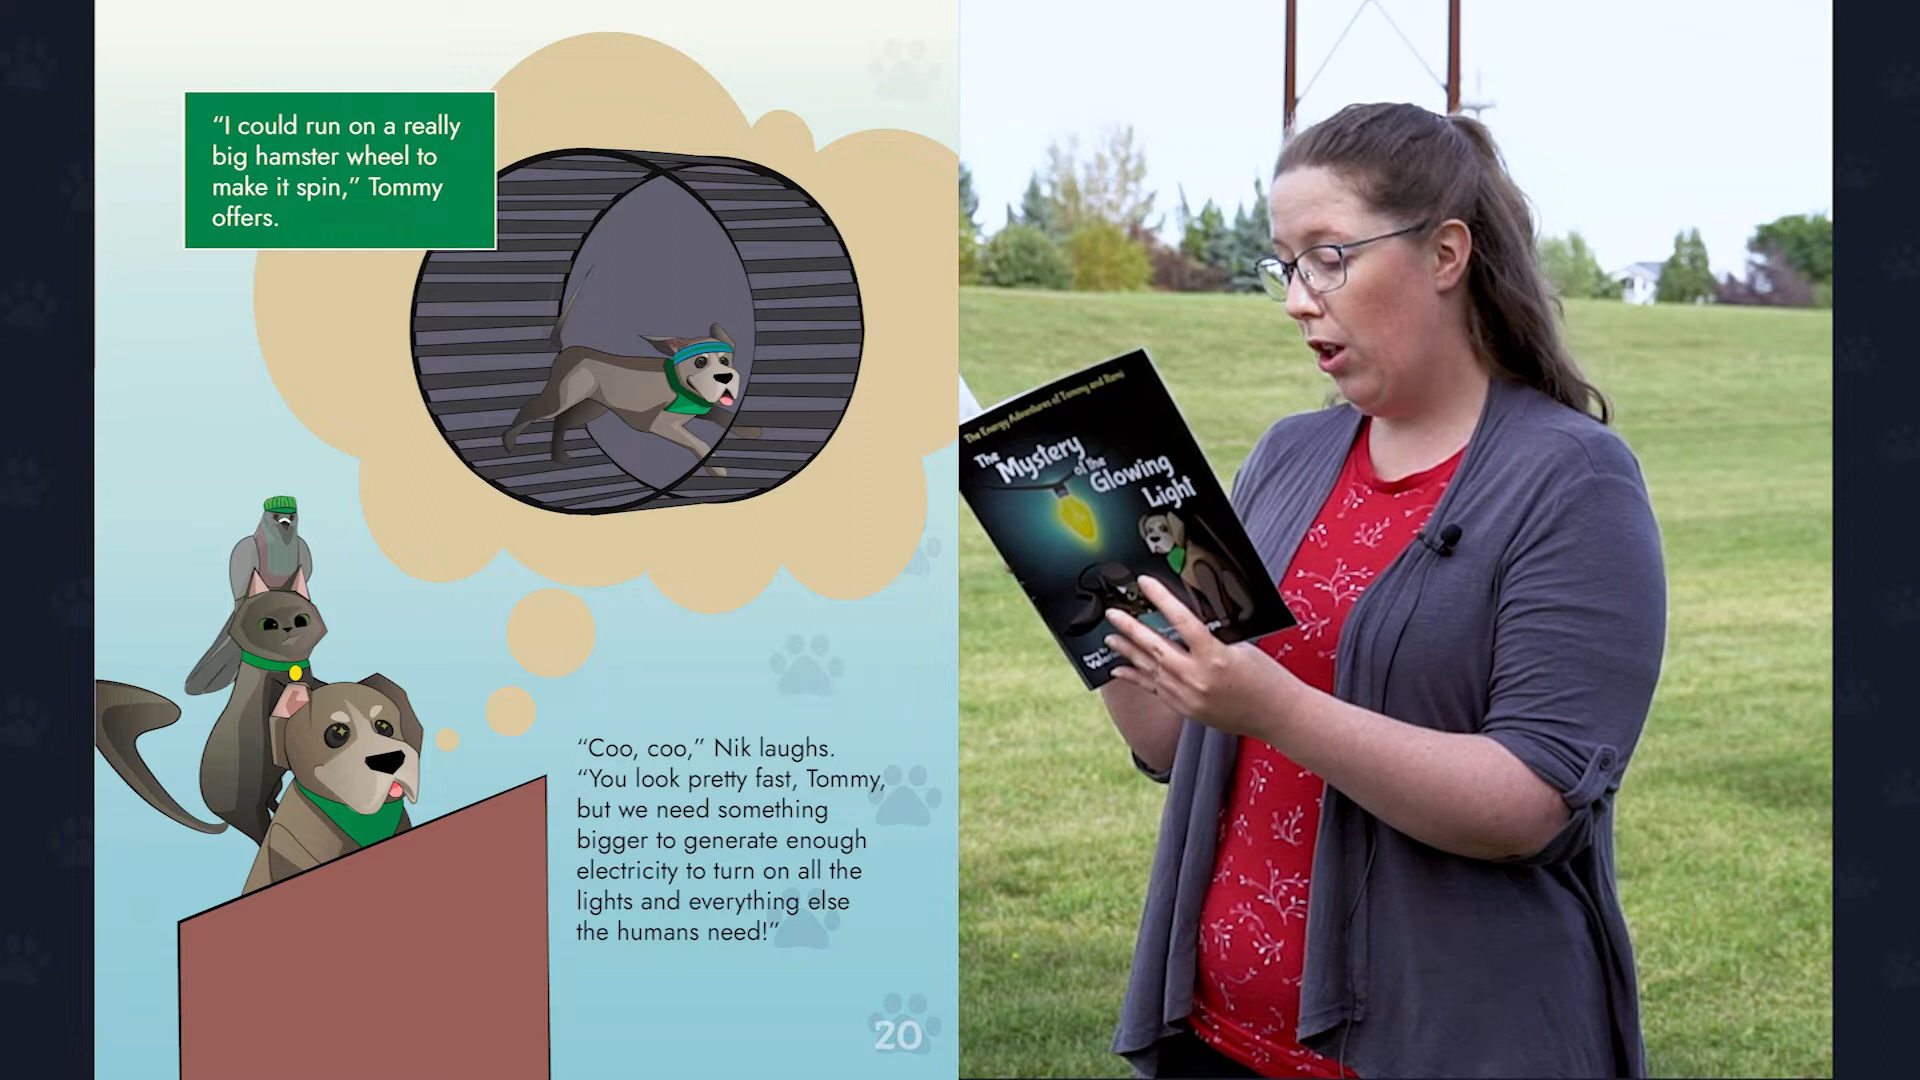 “I could run on a really
big hamster wheel to
make it spin,” Tommy
offers.
“Coo, coo,” Nik laughs.
“You look pretty fast, Tommy,
but we need something
bigger to generate enough
electricity to turn on all the
lights and everything else
the humans need!”
20
The Energy Adventures of Tommy and Remi
The Mystery
of the
Glowing
Light